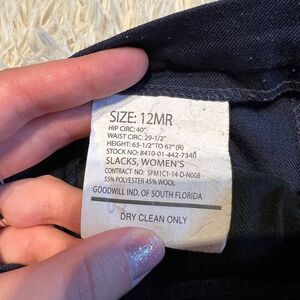 SIZE: 12MR
HIP CIRC: 40"
WAIST CIRC: 29-1/2"
HEIGHT: 63-1/2" TO 67" (R)
STOCK NO: 8410-01-442-7340
SLACKS, WOMEN'S
CONTRACT NO: SPM1C1-14-D-N008
55% POLYESTER 45% WOOL
GOODWILL IND. OF SOUTH FLORIDA
DRY CLEAN ONLY